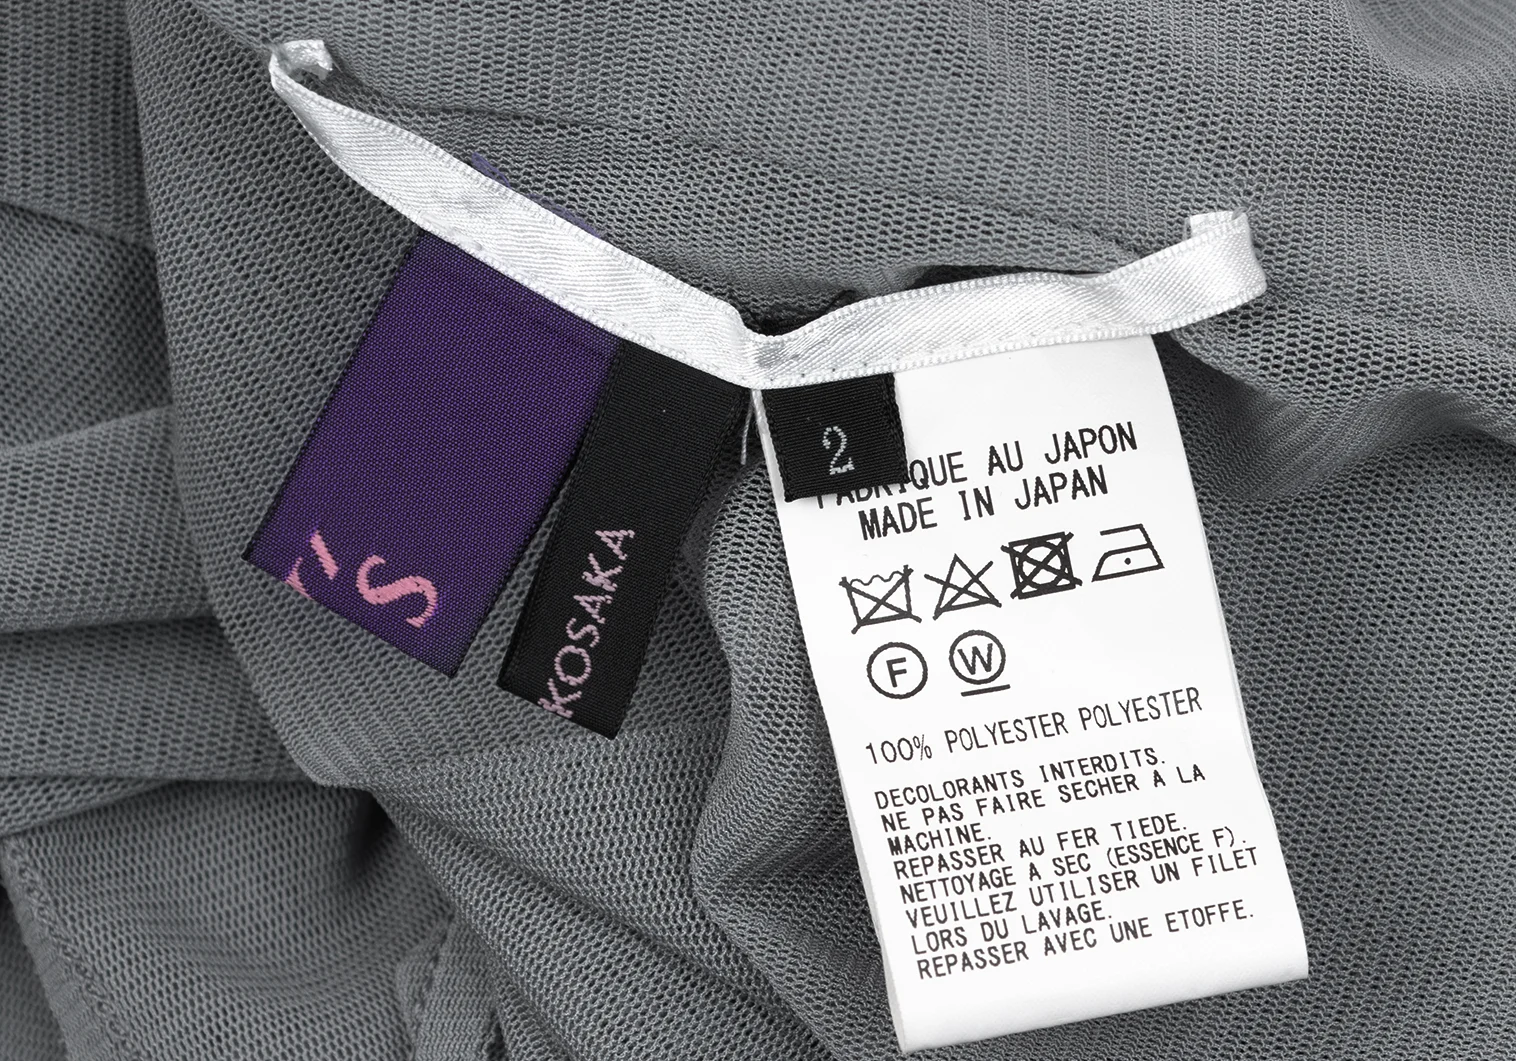 S
KOSAKA
2
FABRIQUE AU JAPON
MADE IN JAPAN
F W
100% POLYESTER POLYESTER
DECOLORANTS INTERDITS.
NE PAS FAIRE SECHER A LA
MACHINE.
REPASSER AU FER TIEDE.
NETTOYAGE A SEC (ESSENCE F).
VEUILLEZ UTILISER UN FILET
LORS DU LAVAGE.
REPASSER AVEC UNE ETOFFE.